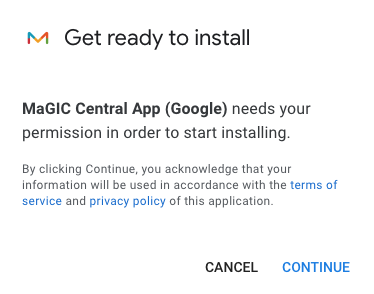 Get ready to install
MaGIC Central App (Google) needs your
permission in order to start installing.
By clicking Continue, you acknowledge that your
information will be used in accordance with the terms of
service and privacy policy of this application.
CANCEL CONTINUE